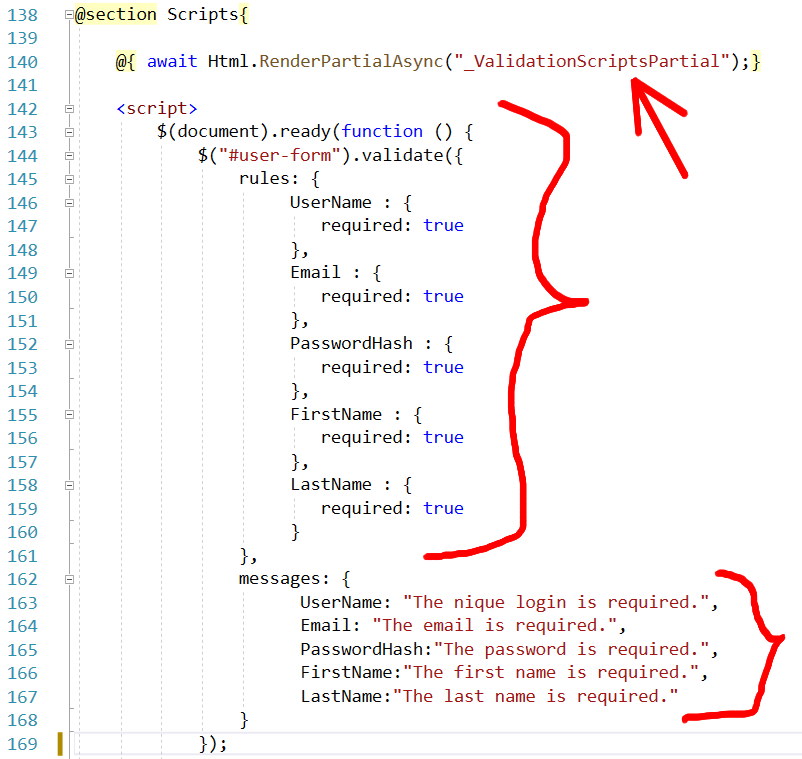 138 @section Scripts{
139
140 @{ await Html.RenderPartialAsync("_ValidationScriptsPartial");}
141
142 <script>
143 $(document).ready(function () {
144 $("#user-form").validate({
145 rules: {
146 UserName : {
147 required: true
148 },
149 Email : {
150 required: true
151 },
152 PasswordHash : {
153 required: true
154 },
155 FirstName : {
156 required: true
157 },
158 LastName : {
159 required: true
160 }
161 },
162 messages: {
163 UserName: "The nique login is required.",
164 Email: "The email is required.",
165 PasswordHash:"The password is required.",
166 FirstName:"The first name is required.",
167 LastName:"The last name is required."
168 }
169 });